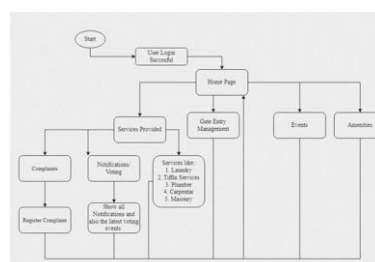 Start
User Login
Successful
Home Page
Services Provided
Gate Entry
Management
Events
Amenities
Complaints
Notifications/
Voting
Services like:
1. Laundry
2. Tiffin Services
3. Plumber
4. Carpentar
5. Masonry
Register Complaint
Show all
Notifications and
also the latest voting
events